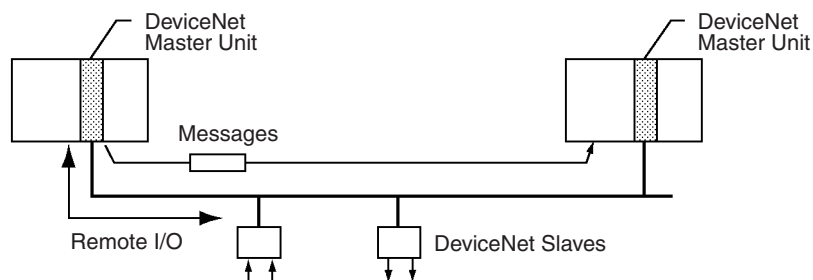 DeviceNet
Master Unit
DeviceNet
Master Unit
Messages
Remote I/O
DeviceNet Slaves